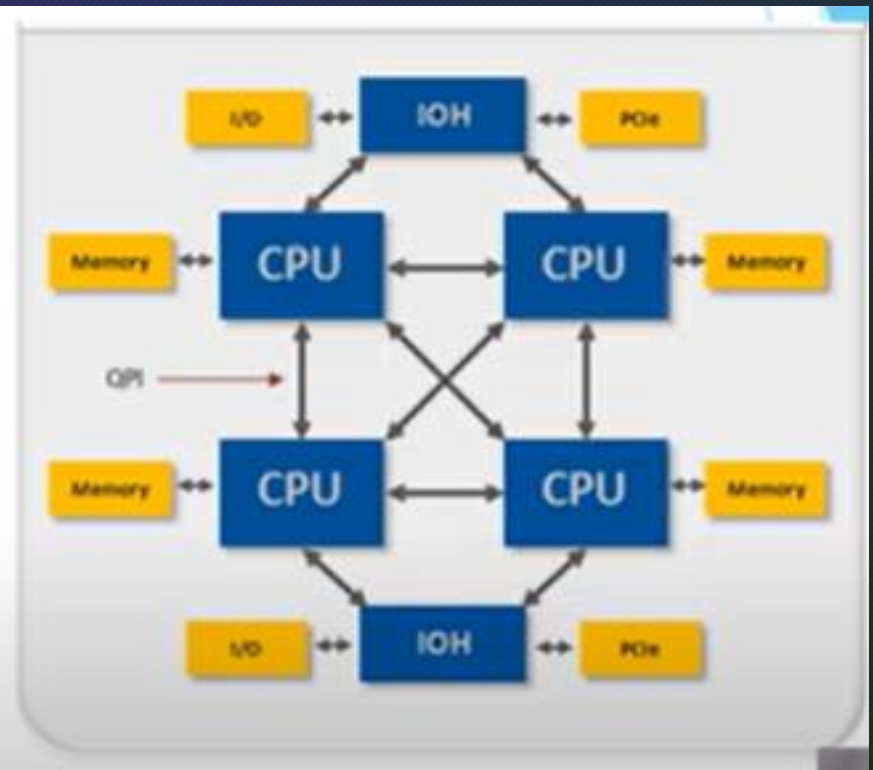 I/O
IOH
PCIe
Memory
CPU
CPU
Memory
QPI
Memory
CPU
CPU
Memory
I/O
IOH
PCIe